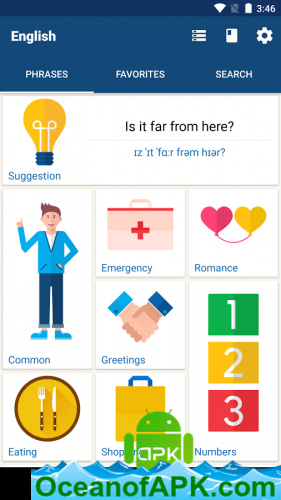 3:46
English
PHRASES
FAVORITES
SEARCH
Is it far from here?
ɪz ˈɪt ˈfɑːr frəm hɪər?
Suggestion
Emergency
Romance
Common
Greetings
1
2
3
Eating
Numbers
APK
OceanofAPK.com